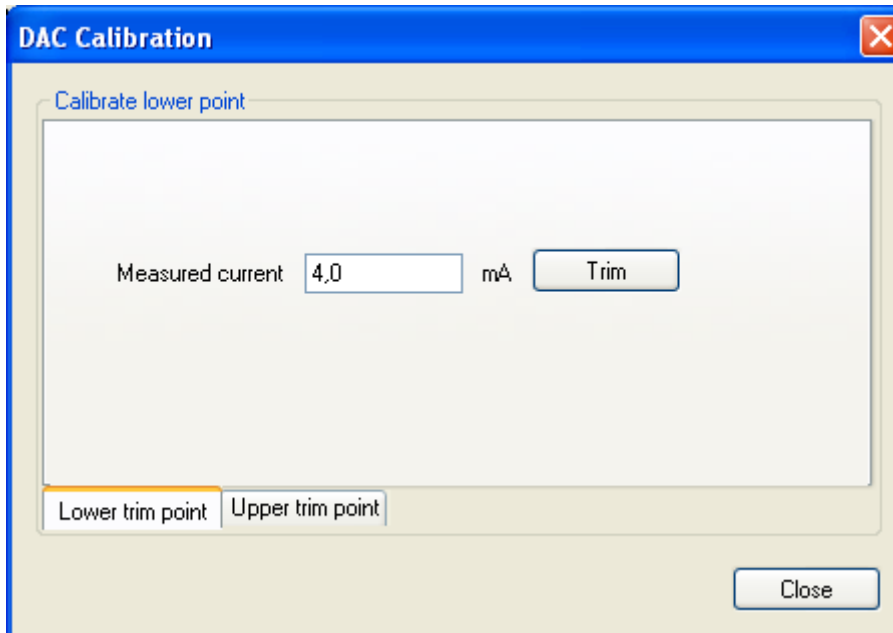 DAC Calibration
Calibrate lower point
Measured current 4,0 mA Trim
Lower trim point Upper trim point
Close